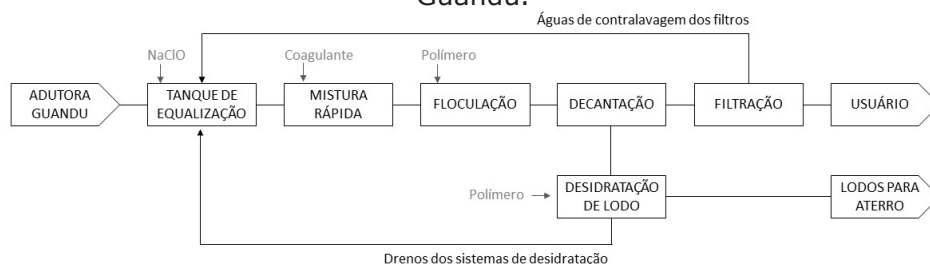 Guandu.
Águas de contralavagem dos filtros
NaClO
Coagulante
Polímero
ADUTORA
GUANDU
TANQUE DE
EQUALIZAÇÃO
MISTURA
RÁPIDA
FLOCULAÇÃO
DECANTAÇÃO
FILTRAÇÃO
USUÁRIO
Polímero
DESIDRATAÇÃO
DE LODO
LODOS PARA
ATERRO
Drenos dos sistemas de desidratação